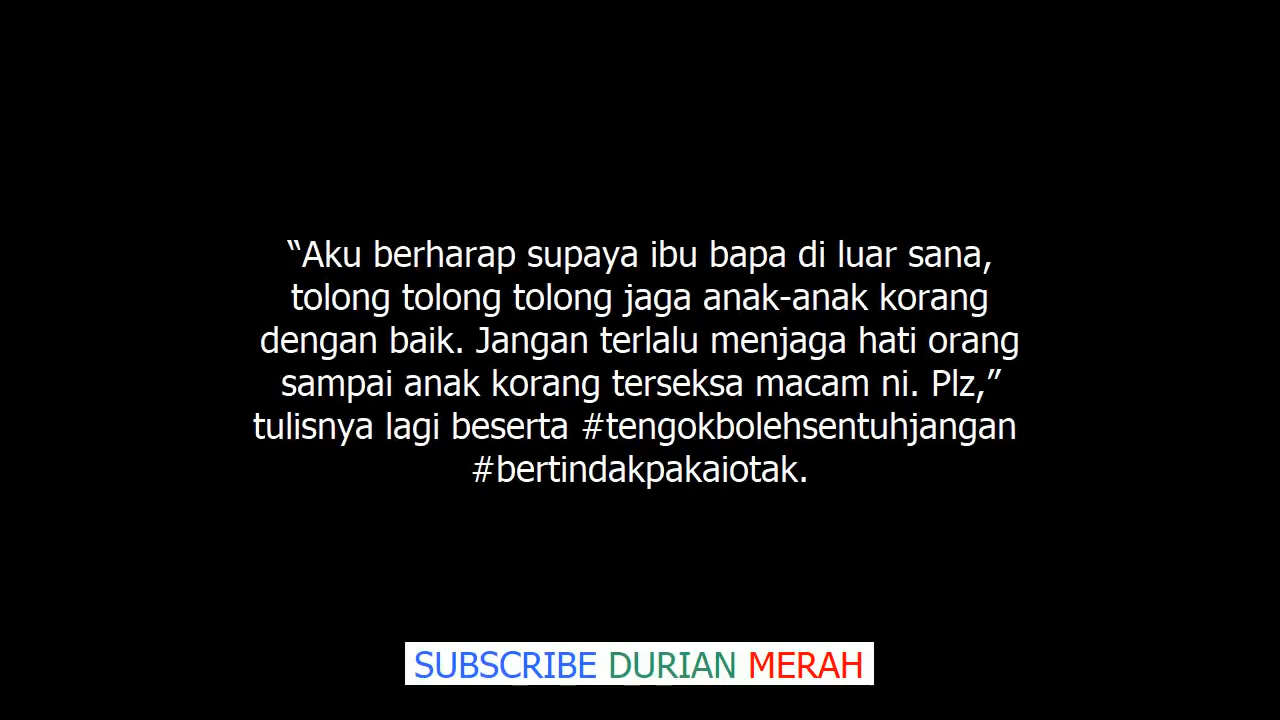 “Aku berharap supaya ibu bapa di luar sana,
tolong tolong tolong jaga anak-anak korang
dengan baik. Jangan terlalu menjaga hati orang
sampai anak korang terseksa macam ni. Plz,”
tulisnya lagi beserta #tengokbolehsentuhjangan
#bertindakpakaiotak.
SUBSCRIBE DURIAN MERAH